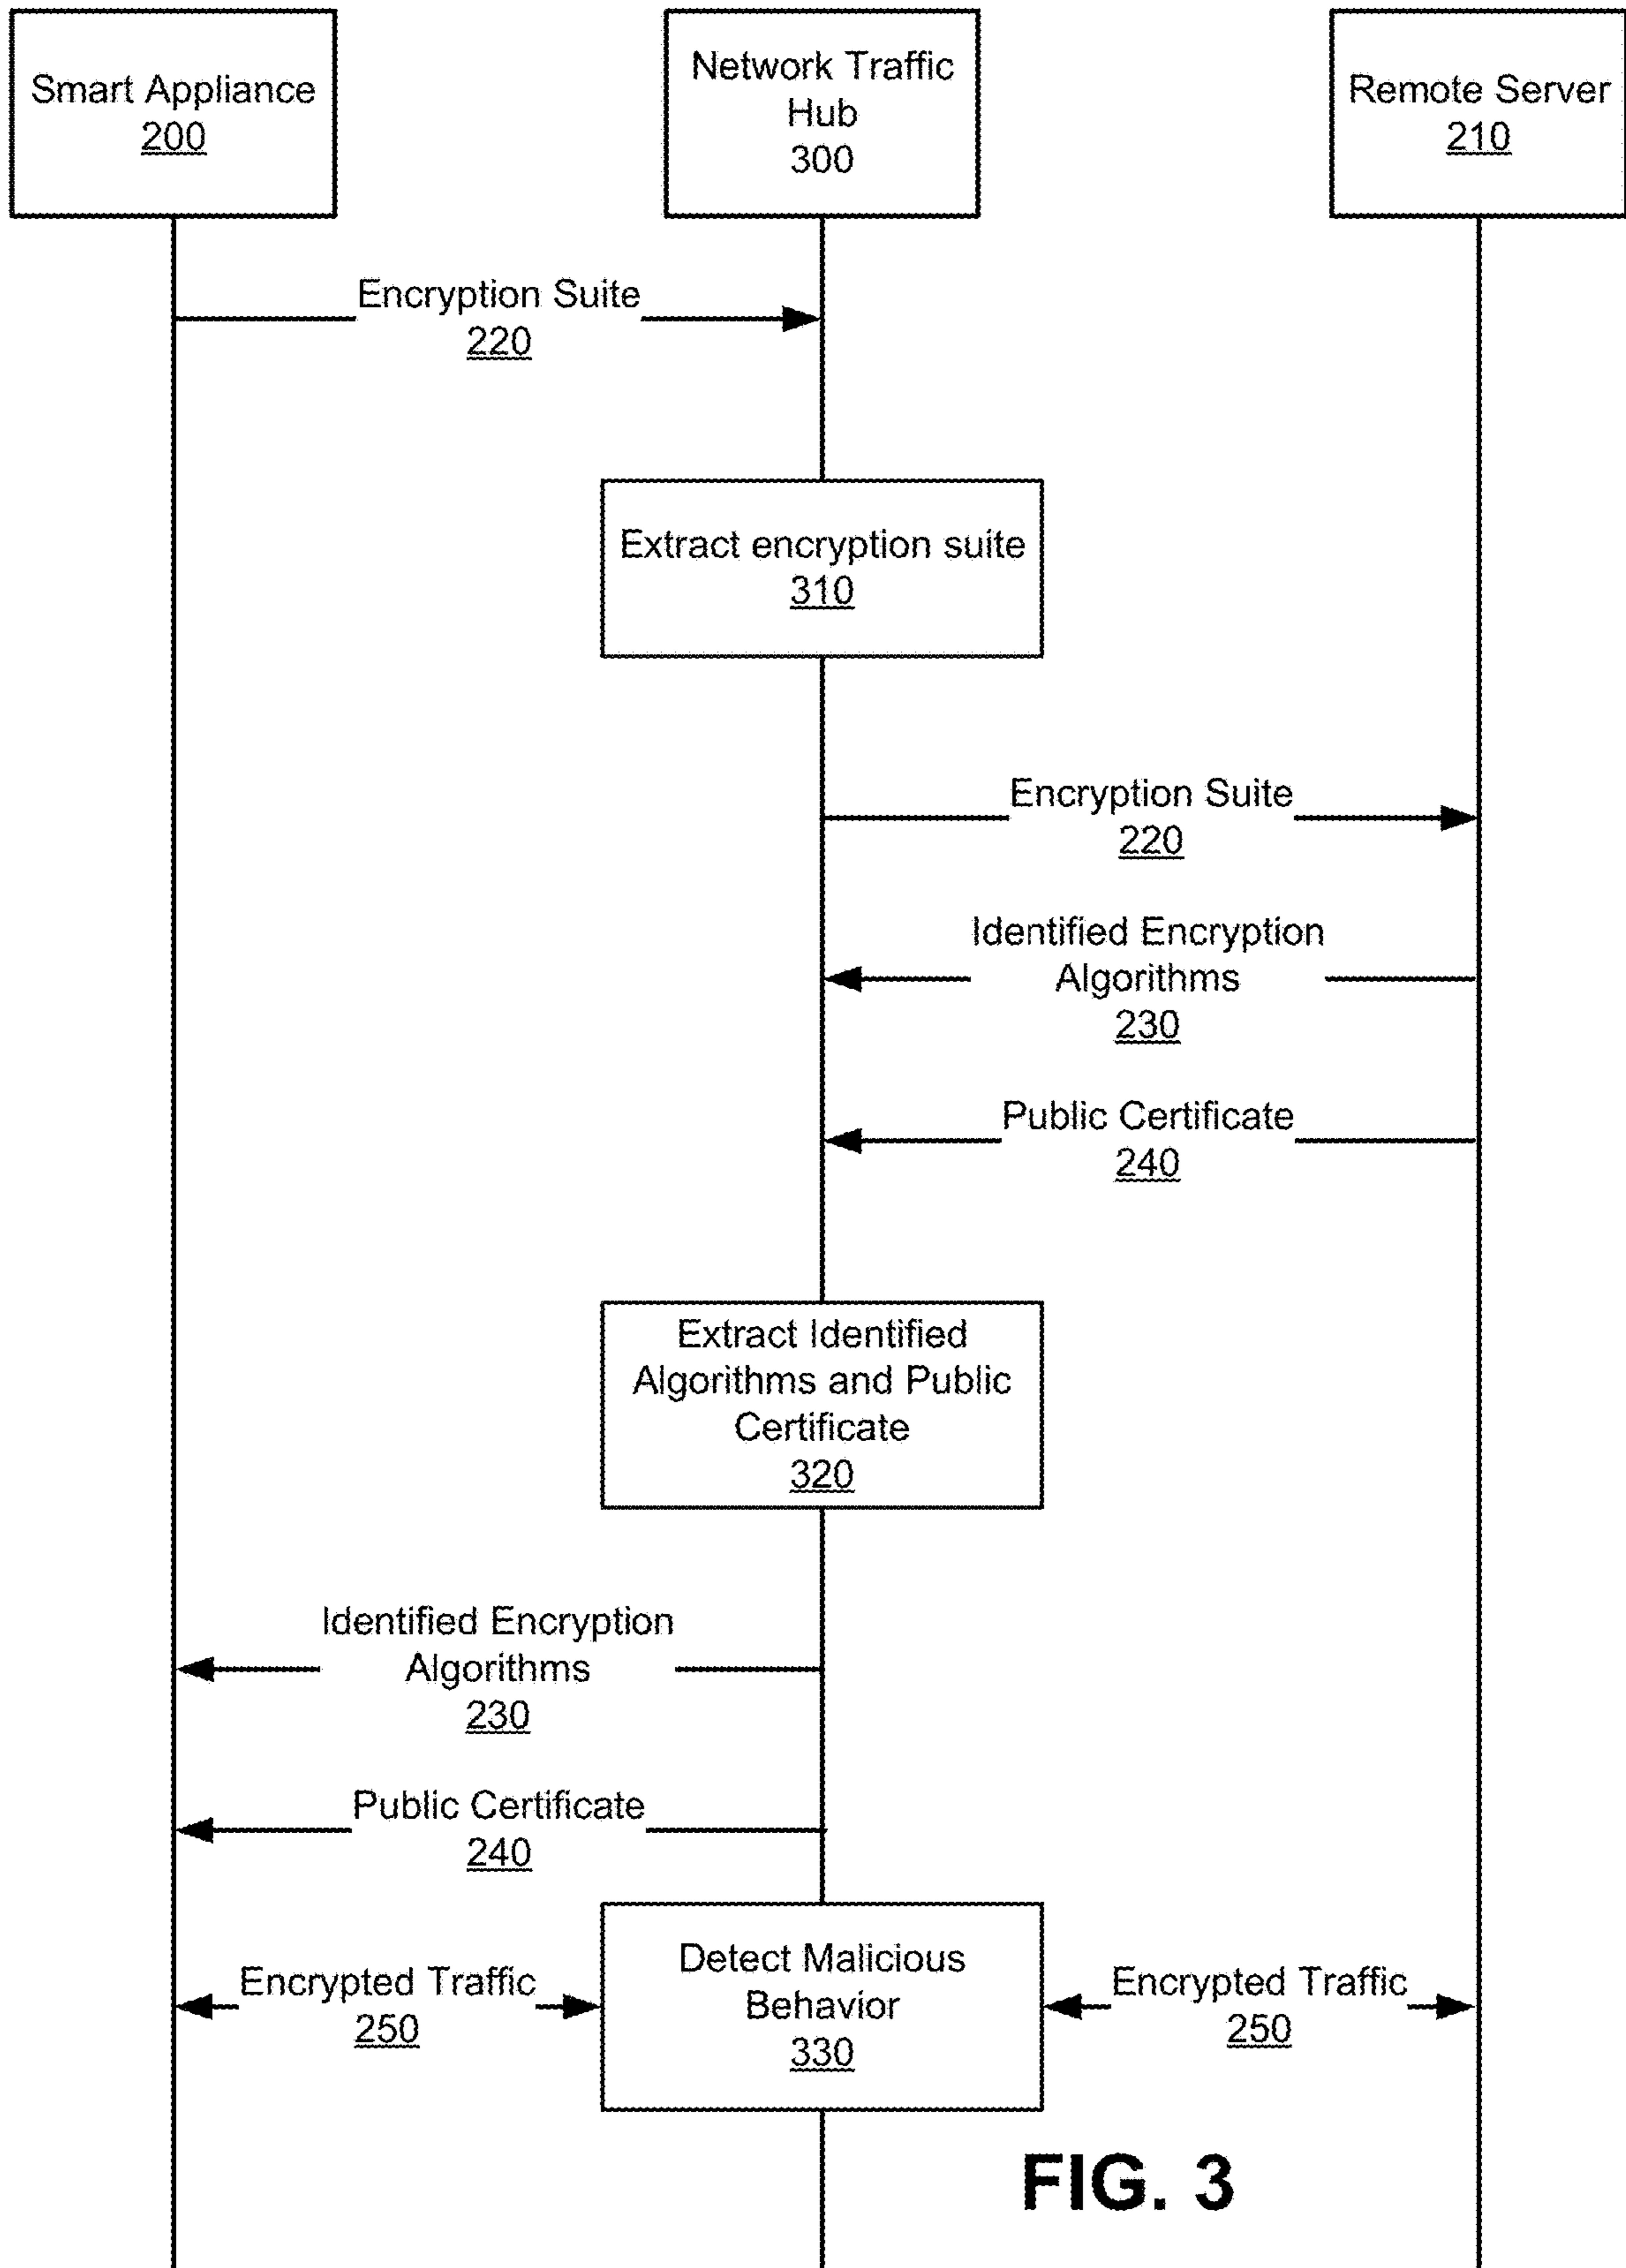 Smart Appliance
200
Network Traffic
Hub
300
Remote Server
210
Encryption Suite
220
Extract encryption suite
310
Encryption Suite
220
Identified Encryption
Algorithms
230
Public Certificate
240
Extract Identified
Algorithms and Public
Certificate
320
Identified Encryption
Algorithms
230
Public Certificate
240
Encrypted Traffic
250
Detect Malicious
Behavior
330
Encrypted Traffic
250
FIG. 3